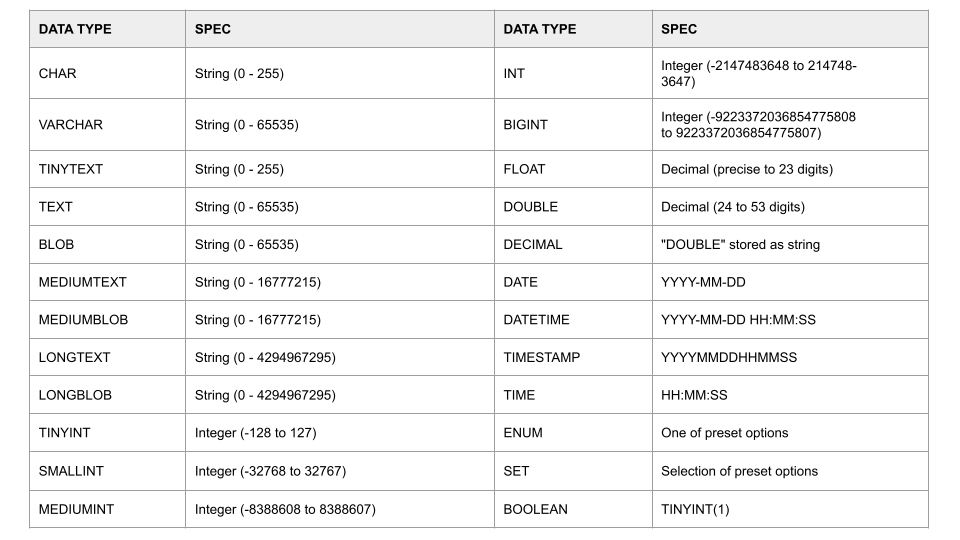 DATA TYPE SPEC DATA TYPE SPEC
CHAR String (0 - 255) INT Integer (-2147483648 to 214748-
3647)
VARCHAR String (0 - 65535) BIGINT Integer (-9223372036854775808
to 9223372036854775807)
TINYTEXT String (0 - 255) FLOAT Decimal (precise to 23 digits)
TEXT String (0 - 65535) DOUBLE Decimal (24 to 53 digits)
BLOB String (0 - 65535) DECIMAL "DOUBLE" stored as string
MEDIUMTEXT String (0 - 16777215) DATE YYYY-MM-DD
MEDIUMBLOB String (0 - 16777215) DATETIME YYYY-MM-DD HH:MM:SS
LONGTEXT String (0 - 4294967295) TIMESTAMP YYYYMMDDHHMMSS
LONGBLOB String (0 - 4294967295) TIME HH:MM:SS
TINYINT Integer (-128 to 127) ENUM One of preset options
SMALLINT Integer (-32768 to 32767) SET Selection of preset options
MEDIUMINT Integer (-8388608 to 8388607) BOOLEAN TINYINT(1)